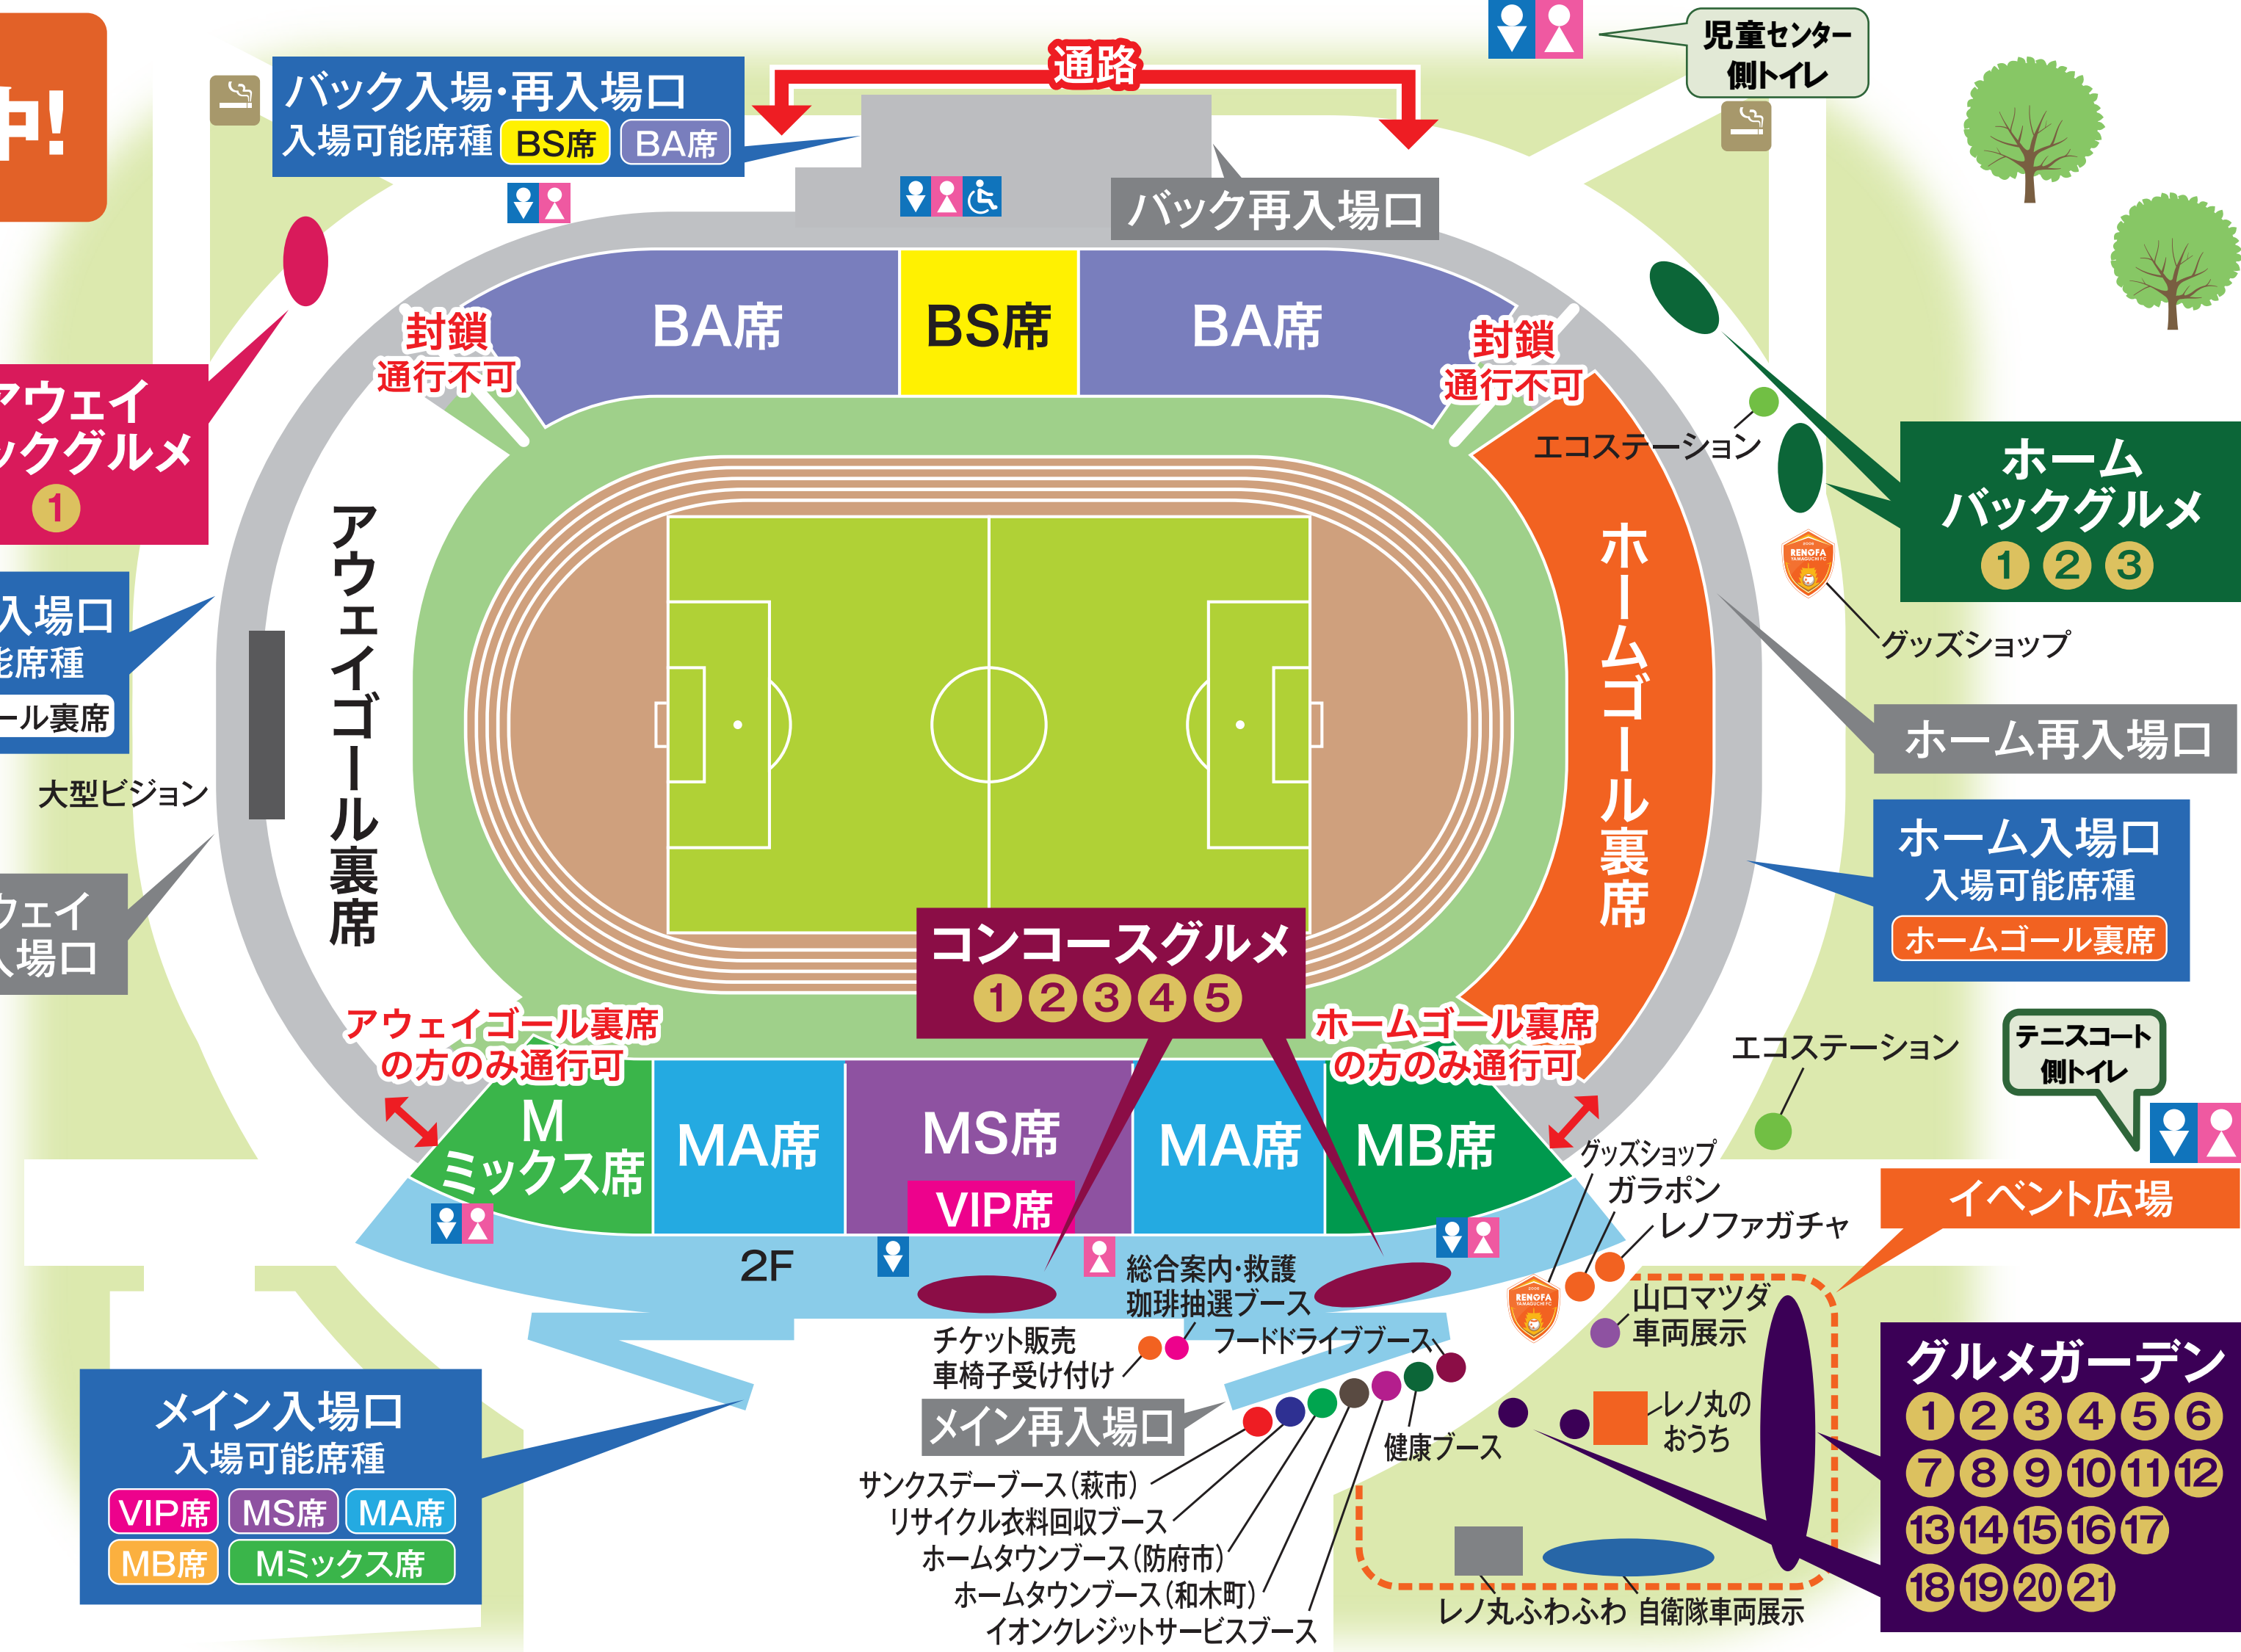 中!
児童センター
側トイレ
通路
バック入場・再入場口
入場可能席種 BS席 BA席
バック再入場口
BA席
BS席
BA席
封鎖
通行不可
封鎖
通行不可
アウェイ
ックグルメ
1
エコステーション
ホーム
バックグルメ
1 2 3
RENOFA
YAMAGUCHI FC
グッズショップ
入場口
能席種
ール裏席
大型ビジョン
アウェイゴール裏席
ホームゴール裏席
ホーム再入場口
ホーム入場口
入場可能席種
ホームゴール裏席
ウェイ
入場口
コンコースグルメ
1 2 3 4 5
アウェイゴール裏席
の方のみ通行可
ホームゴール裏席
の方のみ通行可
エコステーション
テニスコート
側トイレ
M
ミックス席
MA席
MS席
VIP席
MA席
MB席
グッズショップ
ガラポン
レノファガチャ
イベント広場
2F
総合案内・救護
珈琲抽選ブース
RENOFA
YAMAGUCHI FC
山口マツダ
車両展示
チケット販売
車椅子受け付け
フードドライブブース
メイン再入場口
メイン入場口
入場可能席種
VIP席 MS席 MA席
MB席 Mミックス席
健康ブース
レノ丸の
おうち
グルメガーデン
1 2 3 4 5 6
7 8 9 10 11 12
13 14 15 16 17
18 19 20 21
サンクスデーブース(萩市)
リサイクル衣料回収ブース
ホームタウンブース(防府市)
ホームタウンブース(和木町)
イオンクレジットサービスブース
レノ丸ふわふわ
自衛隊車両展示